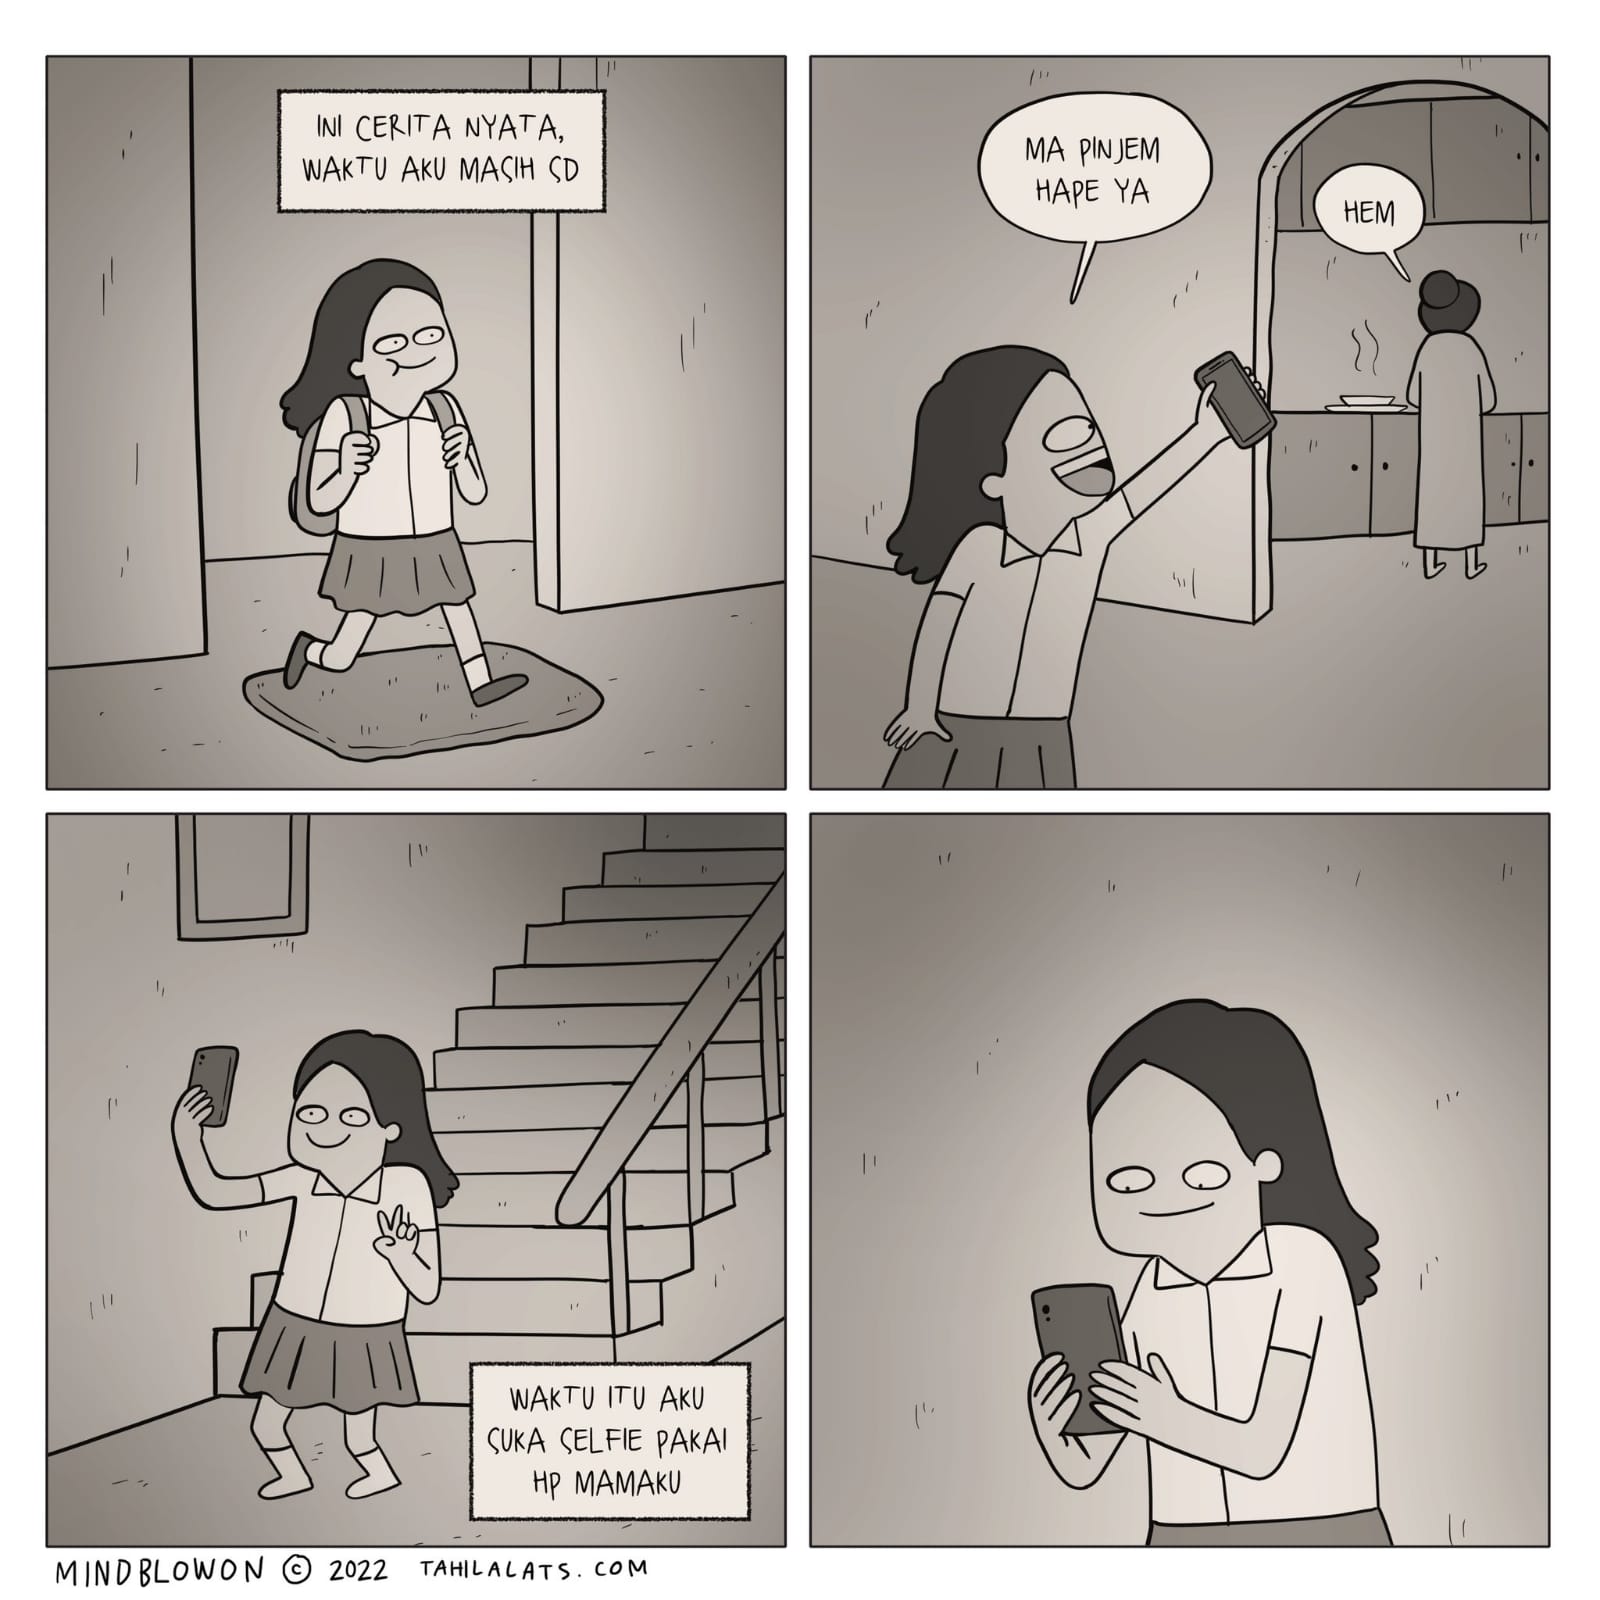 INI CERITA NYATA,
WAKTU AKU MASIH SD
MA PINJEM
HAPE YA
HEM
WAKTU ITU AKU
SUKA SELFIE PAKAI
HP MAMAKU
MINDBLOWON © 2022 TAHILALATS. COM